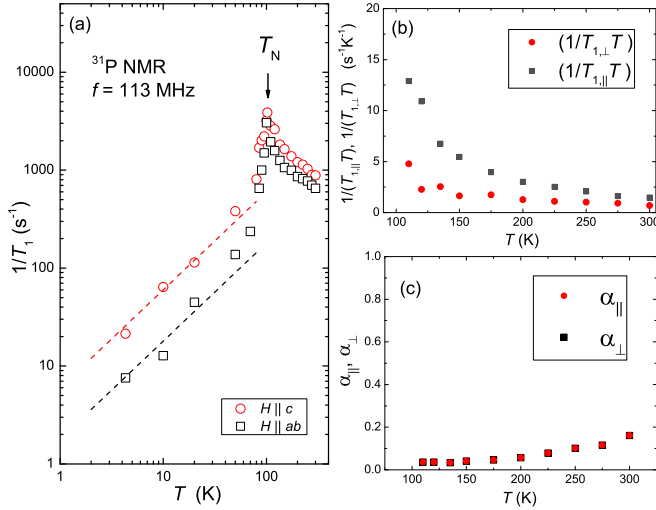 (a)
T_N
³¹P NMR
f = 113 MHz
10000
1000
100
10
1
1/T₁ (s⁻¹)
H || c
H || ab
1 10 100
T (K)
(b)
(1/T₁,⊥T) (s⁻¹K⁻¹)
(1/T₁,||T)
20
15
10
5
0
1/(T₁,||T), 1/(T₁,⊥T)
100 150 200 250 300
T (K)
(c)
α||
α⊥
1.0
0.8
0.6
0.4
0.2
0.0
α||, α⊥
100 150 200 250 300
T (K)